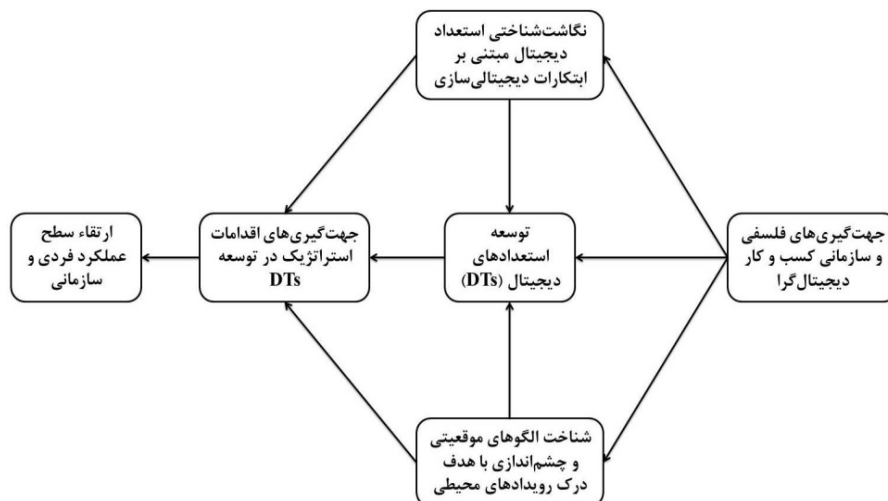 نگاشت‌شناختی استعداد
دیجیتال مبتنی بر
ابتکارات دیجیتالی‌سازی
جهت‌گیری‌های فلسفی
و سازمانی کسب و کار
دیجیتال‌گرا
توسعه
استعدادهای
دیجیتال (DTs)
جهت‌گیری‌های اقدامات
استراتژیک در توسعه
DTs
ارتقاء سطح
عملکرد فردی و
سازمانی
شناخت الگوهای موقعیتی
و چشم‌اندازی با هدف
درک رویدادهای محیطی